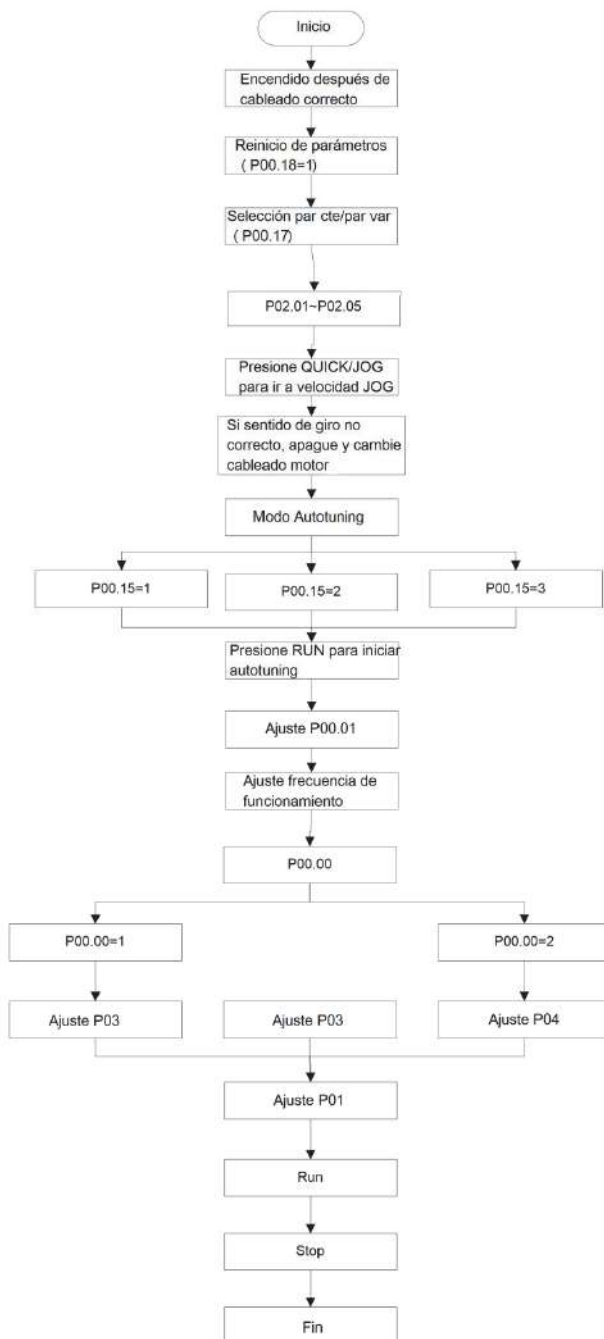 Inicio
Encendido después de
cableado correcto
Reinicio de parámetros
( P00.18=1)
Selección par cte/par var
( P00.17)
P02.01~P02.05
Presione QUICK/JOG
para ir a velocidad JOG
Si sentido de giro no
correcto, apague y cambie
cableado motor
Modo Autotuning
P00.15=1
P00.15=2
P00.15=3
Presione RUN para iniciar
autotuning
Ajuste P00.01
Ajuste frecuencia de
funcionamiento
P00.00
P00.00=1
P00.00=2
Ajuste P03
Ajuste P03
Ajuste P04
Ajuste P01
Run
Stop
Fin